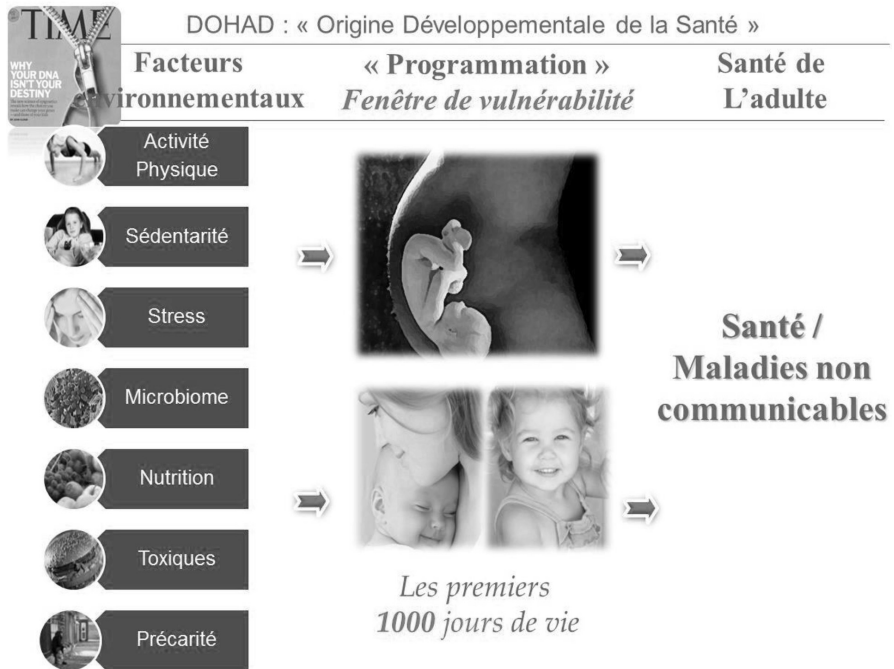 TIME
WHY
YOUR DNA
ISN'T YOUR
DESTINY
DOHAD : « Origine Développementale de la Santé »
Facteurs
environnementaux
« Programmation »
Fenêtre de vulnérabilité
Santé de
L'adulte
Activité
Physique
Sédentarité
Stress
Microbiome
Nutrition
Toxiques
Précarité
Les premiers
1000 jours de vie
Santé /
Maladies non
communicables